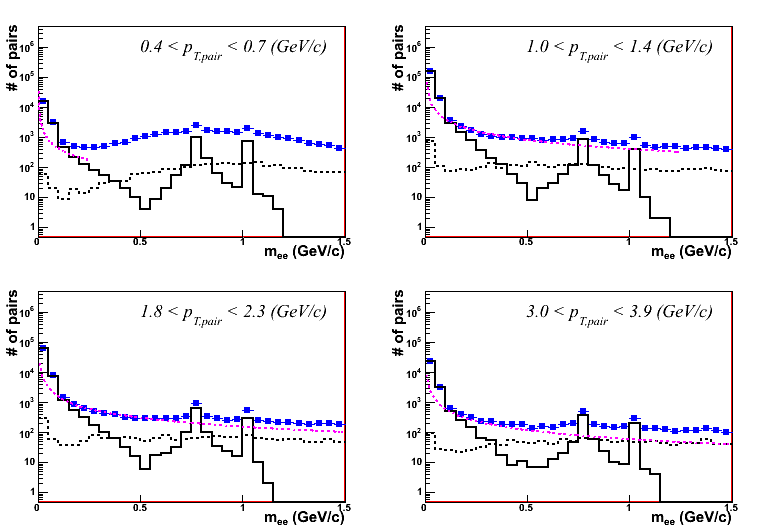 0.4 < p_T,pair < 0.7 (GeV/c)
# of pairs
10^6
10^5
10^4
10^3
10^2
10
1
0 0.5 1 1.5
m_ee (GeV/c)
1.0 < p_T,pair < 1.4 (GeV/c)
# of pairs
10^6
10^5
10^4
10^3
10^2
10
1
0 0.5 1 1.5
m_ee (GeV/c)
1.8 < p_T,pair < 2.3 (GeV/c)
# of pairs
10^6
10^5
10^4
10^3
10^2
10
1
0 0.5 1 1.5
m_ee (GeV/c)
3.0 < p_T,pair < 3.9 (GeV/c)
# of pairs
10^6
10^5
10^4
10^3
10^2
10
1
0 0.5 1 1.5
m_ee (GeV/c)